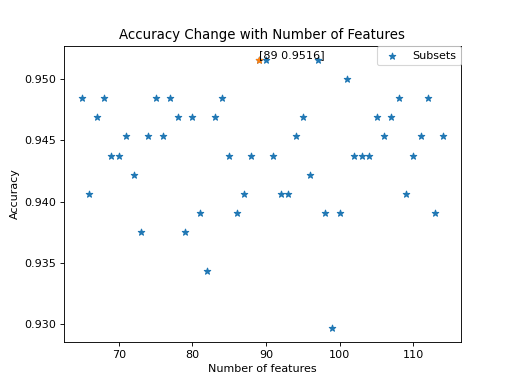 Accuracy Change with Number of Features
[89 0.9516]
Subsets
0.950
0.945
0.940
0.935
0.930
Accuracy
70 80 90 100 110
Number of features